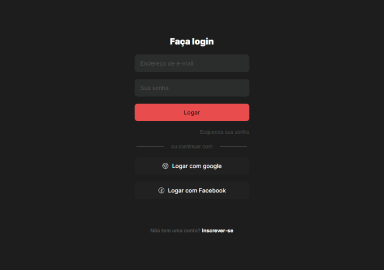 Faça login
Endereço de e-mail
Sua senha
Logar
Esqueceu sua senha
ou continuar com
Logar com google
Logar com Facebook
Não tem uma conta? Inscrever-se